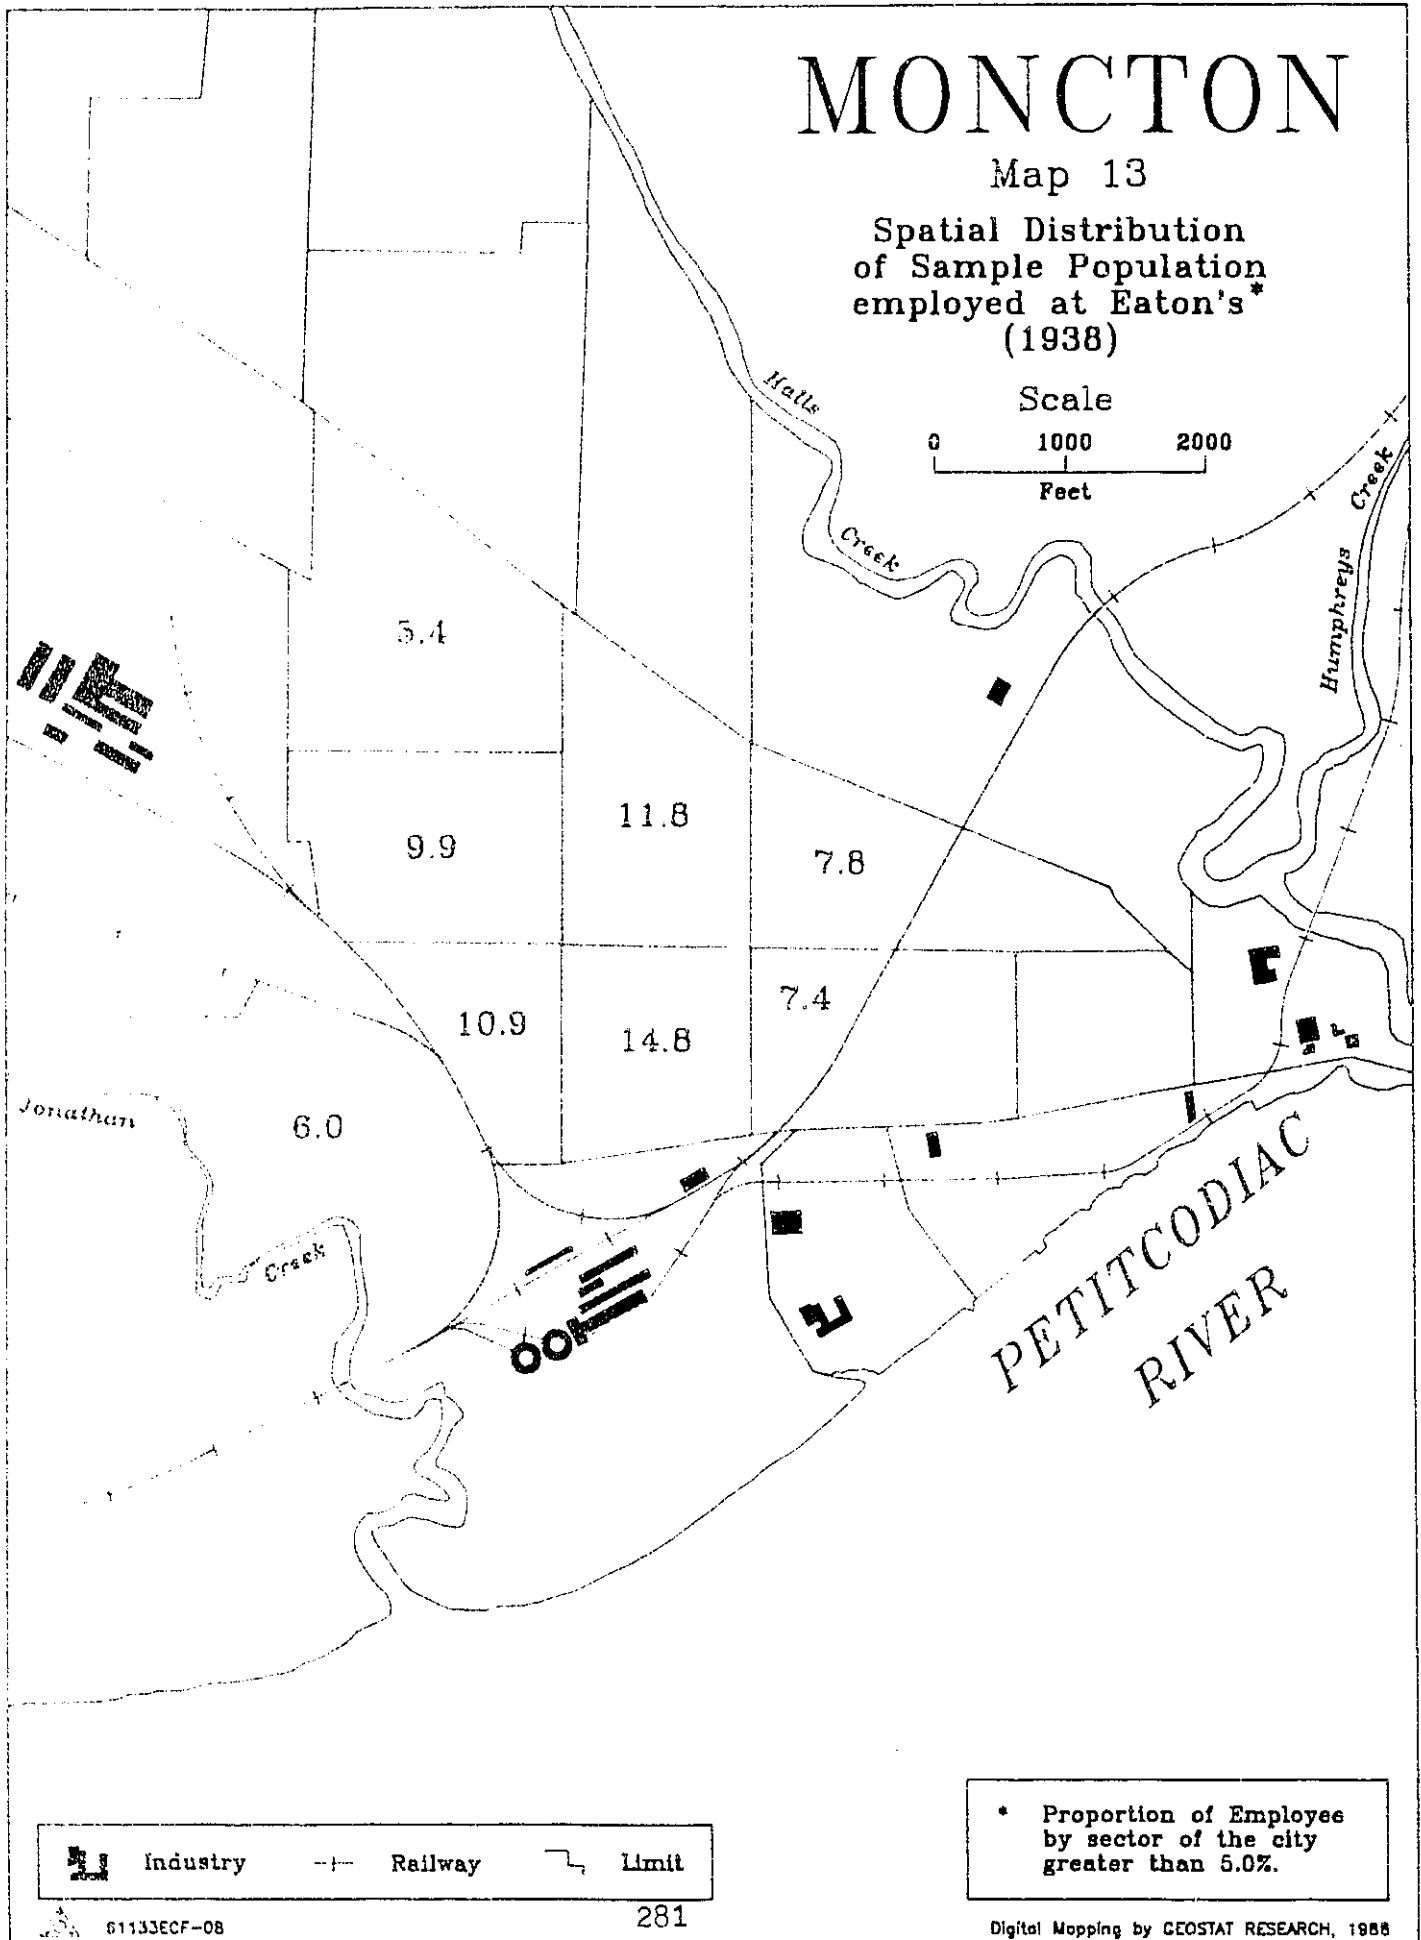 MONCTON
Map 13
Spatial Distribution
of Sample Population
employed at Eaton's*
(1938)
Scale
0 1000 2000
Feet
Halls
Creek
Humphreys Creek
5.4
11.8
9.9
7.8
7.4
10.9
14.8
6.0
Jonathan
Creek
PETITCODIAC
RIVER
* Proportion of Employee
by sector of the city
greater than 5.0%.
Industry Railway Limit
281
61133ECF-08
Digital Mapping by GEOSTAT RESEARCH, 1988